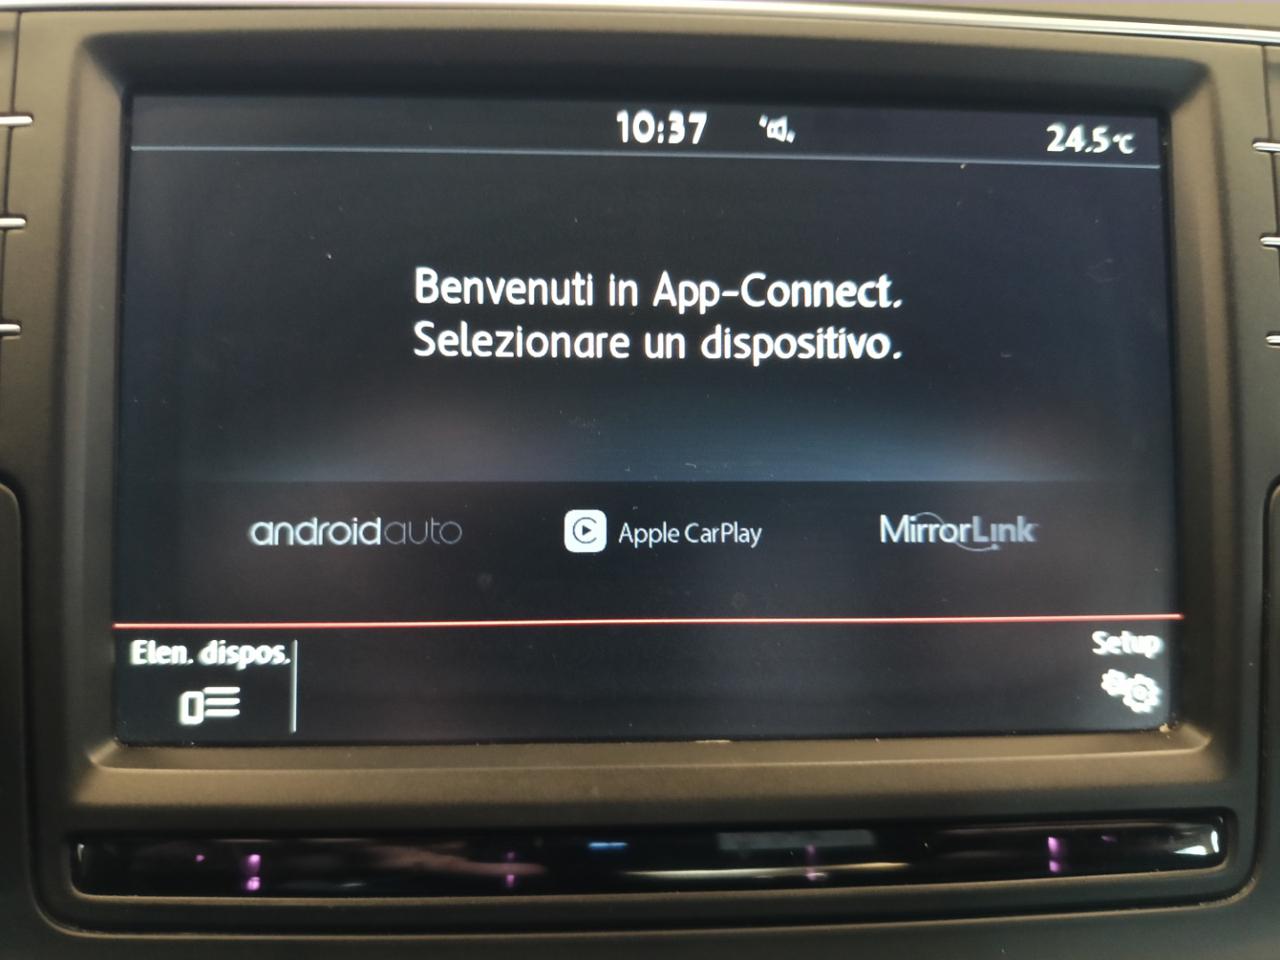 10:37
24.5°C
Benvenuti in App-Connect.
Selezionare un dispositivo.
androidauto
Apple CarPlay
MirrorLink
Elen. dispos.
Setup